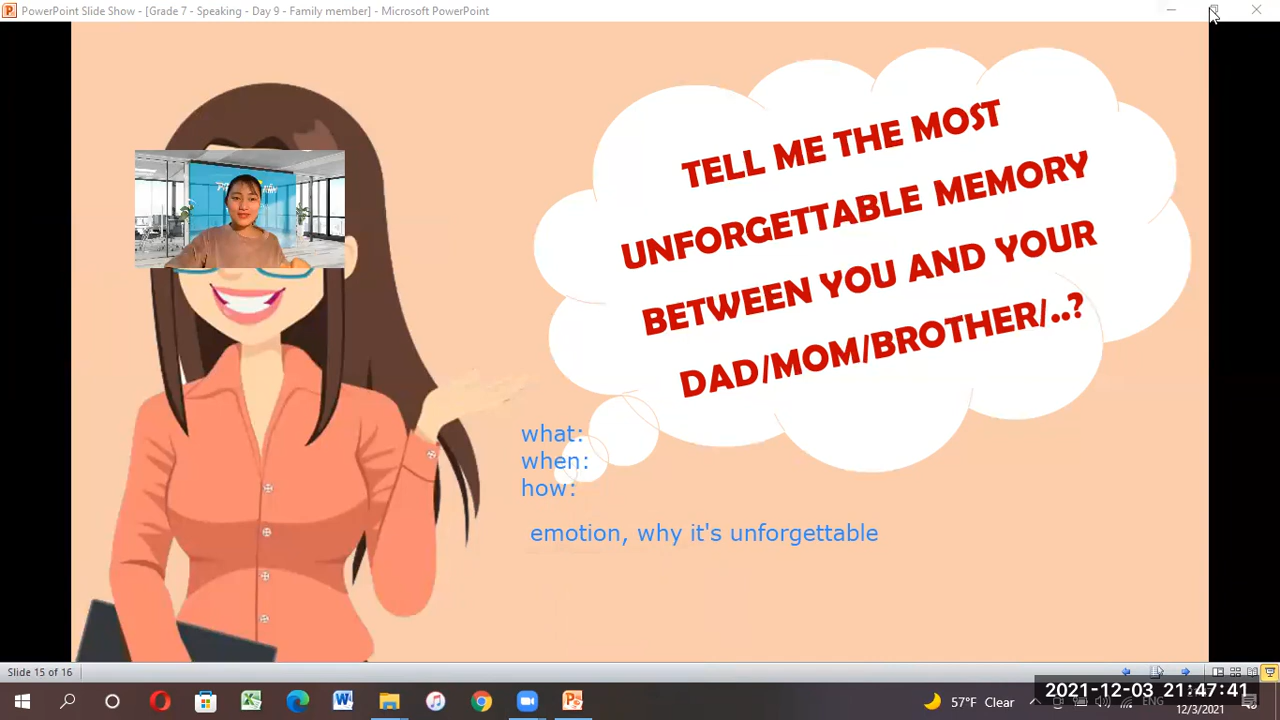 PowerPoint Slide Show - [Grade 7 - Speaking - Day 9 - Family member] - Microsoft PowerPoint
TELL ME THE MOST
UNFORGETTABLE MEMORY
BETWEEN YOU AND YOUR
DAD/MOM/BROTHER/..?
what:
when:
how:
emotion, why it's unforgettable
Slide 15 of 16
57°F Clear
ENG
2021-12-03 21:47:41
12/3/2021